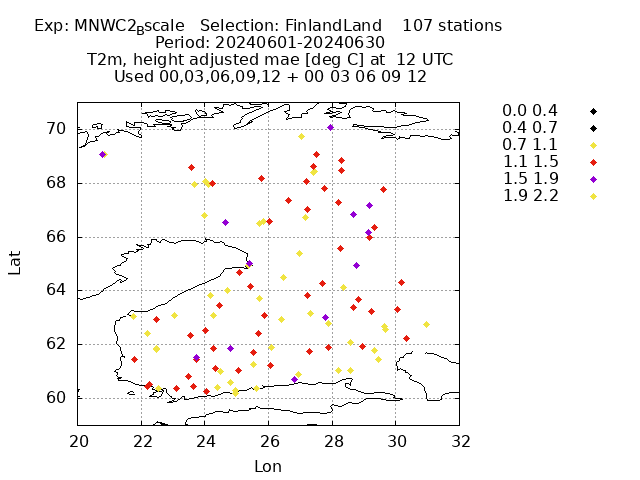 Exp: MNWC2Bscale   Selection: FinlandLand    107 stations
Period: 20240601-20240630
T2m, height adjusted mae [deg C] at  12 UTC
Used 00,03,06,09,12 + 00 03 06 09 12
0.0 0.4
0.4 0.7
0.7 1.1
1.1 1.5
1.5 1.9
1.9 2.2
70
68
66
64
62
60
Lat
20 22 24 26 28 30 32
Lon